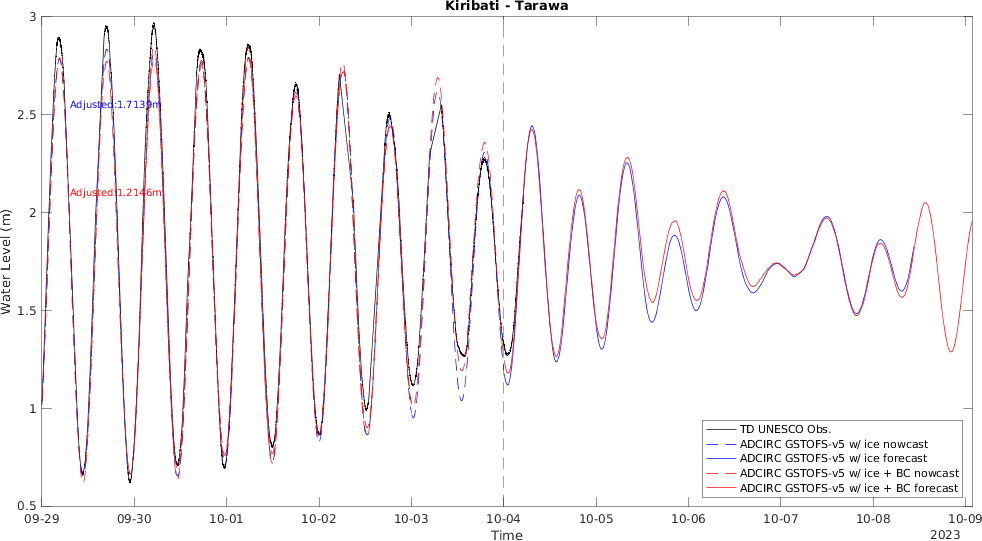 Kiribati - Tarawa
3
2.5
2
1.5
1
0.5
Water Level (m)
Adjusted:1.7139m
Adjusted:1.2146m
TD UNESCO Obs.
ADCIRC GSTOFS-v5 w/ ice nowcast
ADCIRC GSTOFS-v5 w/ ice forecast
ADCIRC GSTOFS-v5 w/ ice + BC nowcast
ADCIRC GSTOFS-v5 w/ ice + BC forecast
09-29 09-30 10-01 10-02 10-03 10-04 10-05 10-06 10-07 10-08 10-09
Time
2023